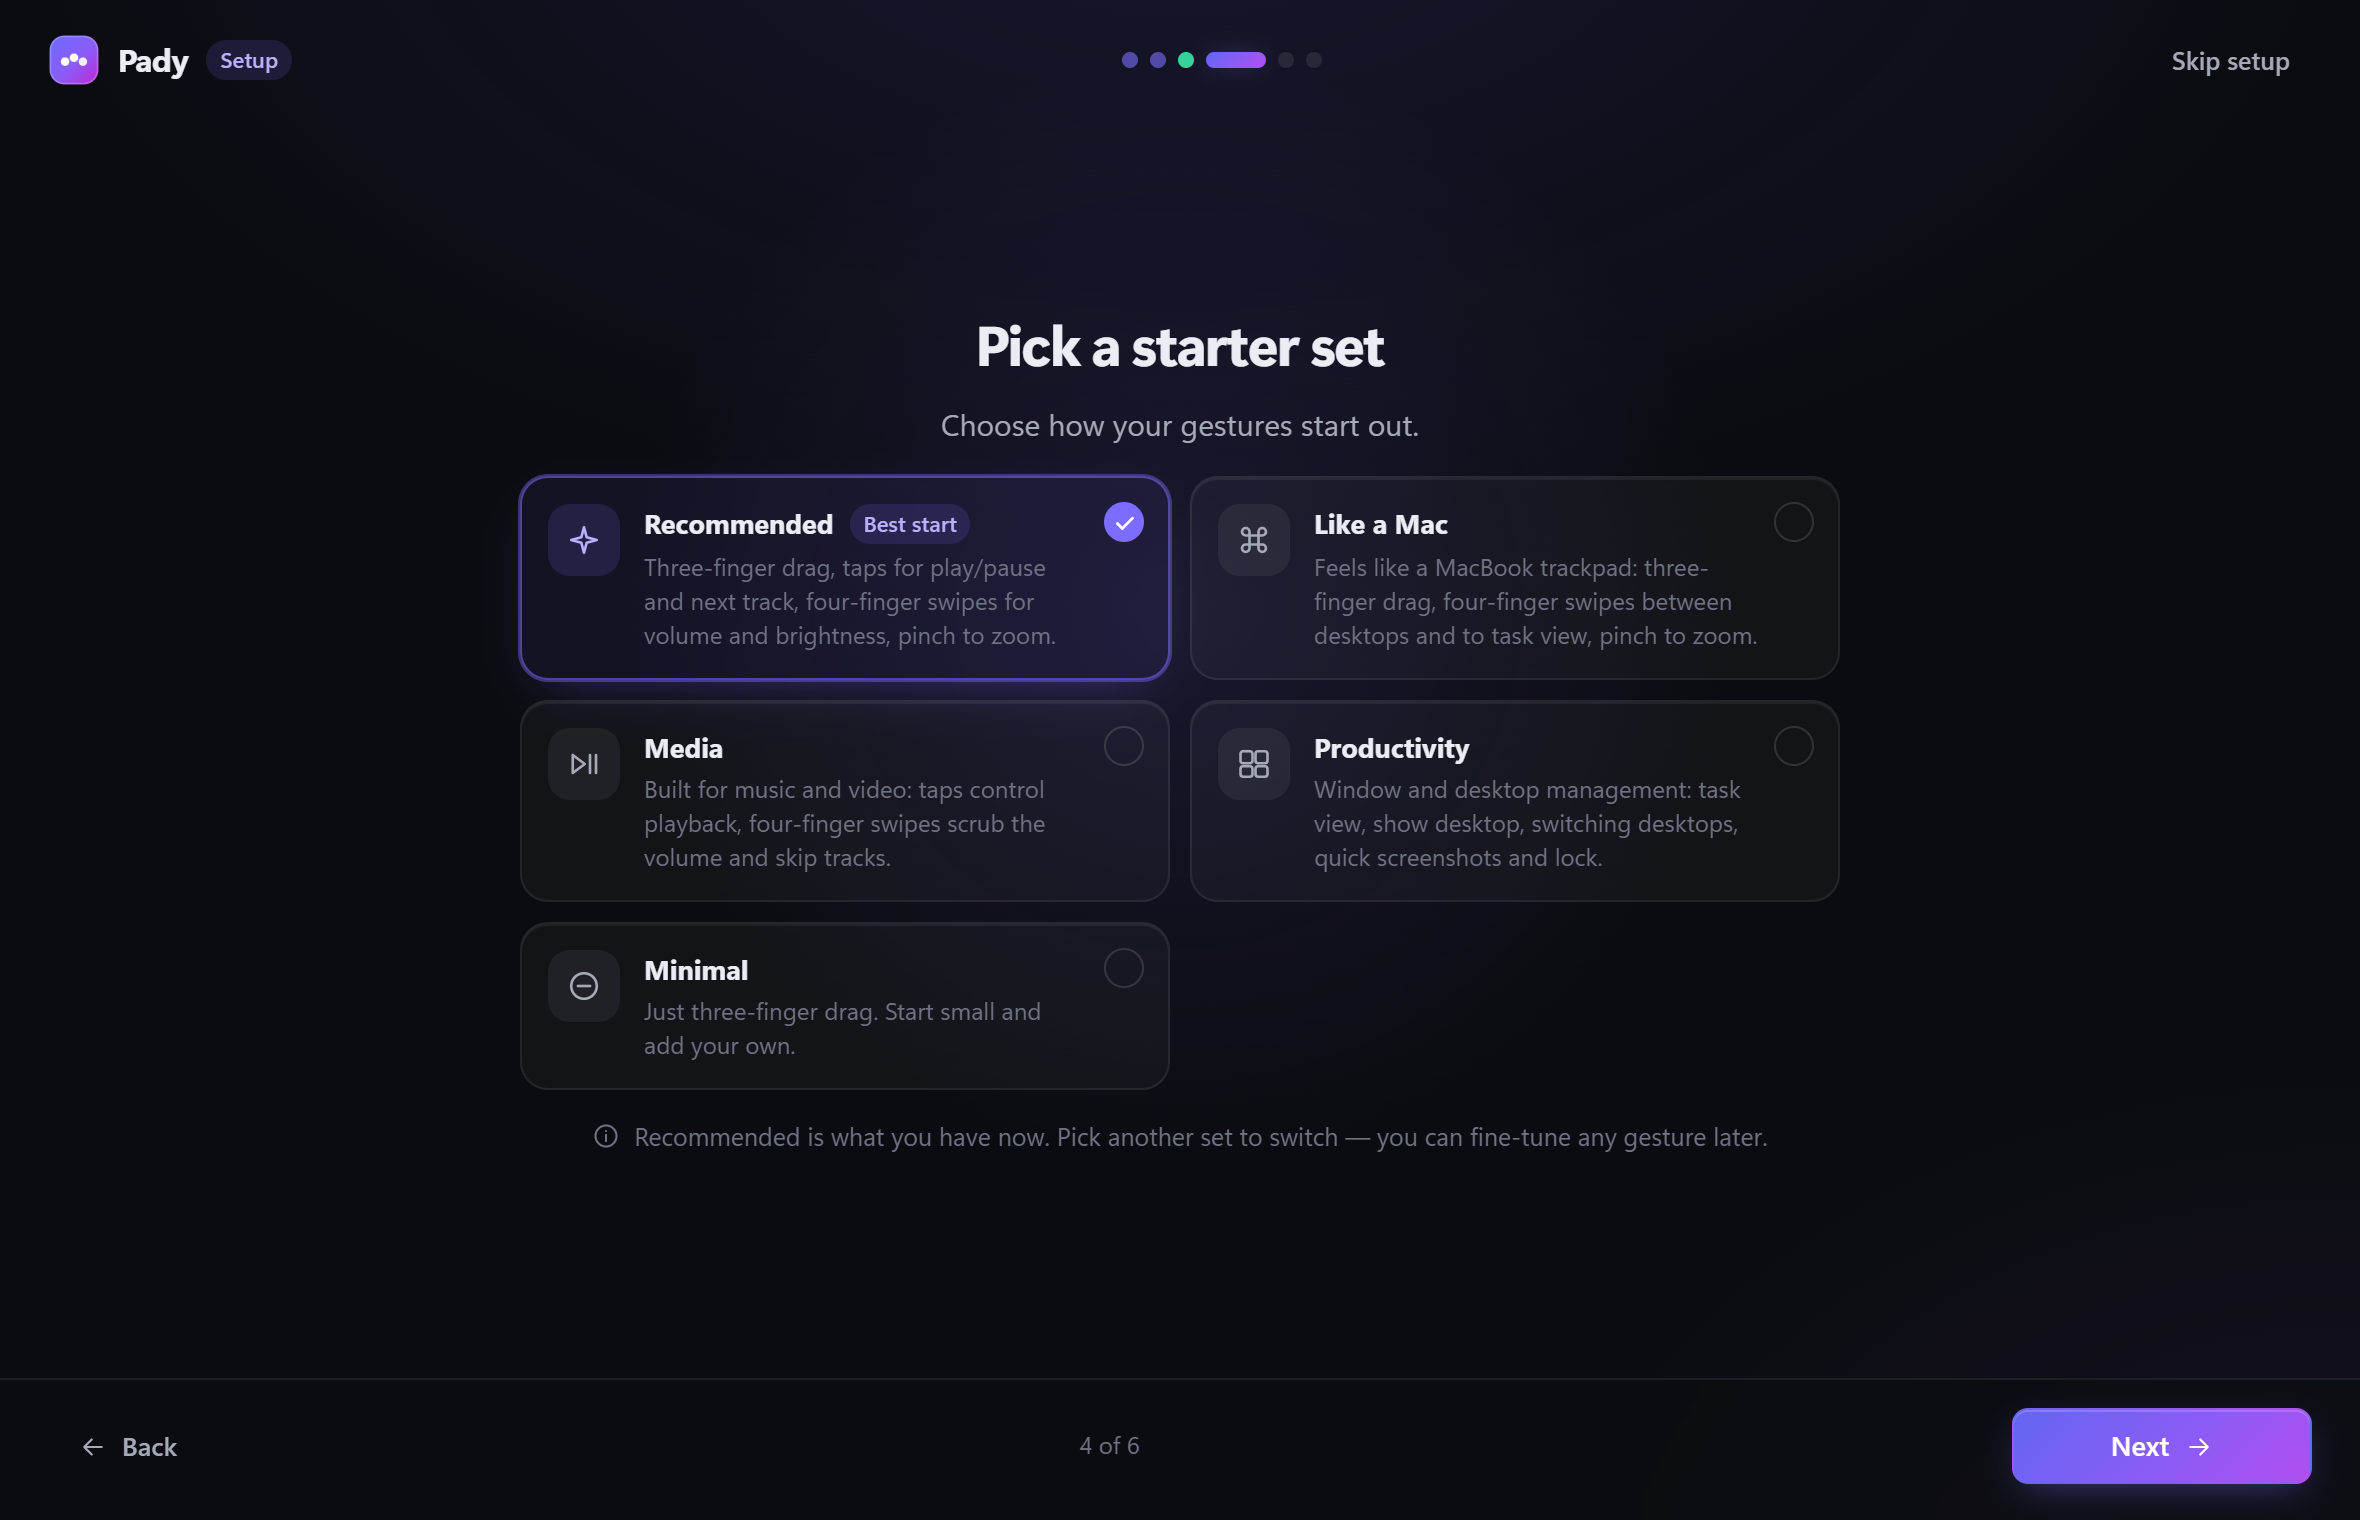 Pady Setup
Skip setup
Pick a starter set
Choose how your gestures start out.
Recommended Best start
Three-finger drag, taps for play/pause
and next track, four-finger swipes for
volume and brightness, pinch to zoom.
Like a Mac
Feels like a MacBook trackpad: three-
finger drag, four-finger swipes between
desktops and to task view, pinch to zoom.
Media
Built for music and video: taps control
playback, four-finger swipes scrub the
volume and skip tracks.
Productivity
Window and desktop management: task
view, show desktop, switching desktops,
quick screenshots and lock.
Minimal
Just three-finger drag. Start small and
add your own.
Recommended is what you have now. Pick another set to switch — you can fine-tune any gesture later.
Back
4 of 6
Next